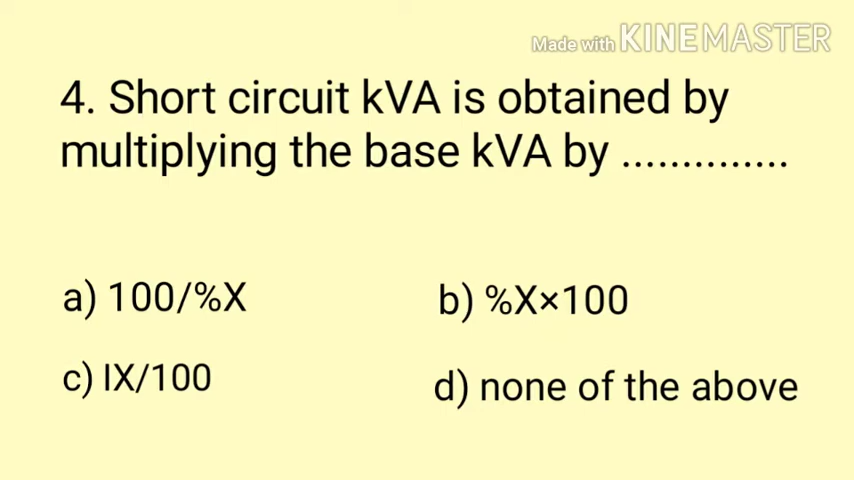 Made with KINEMASTER
4. Short circuit kVA is obtained by
multiplying the base kVA by ..............
a) 100/%X
b) %X×100
c) IX/100
d) none of the above